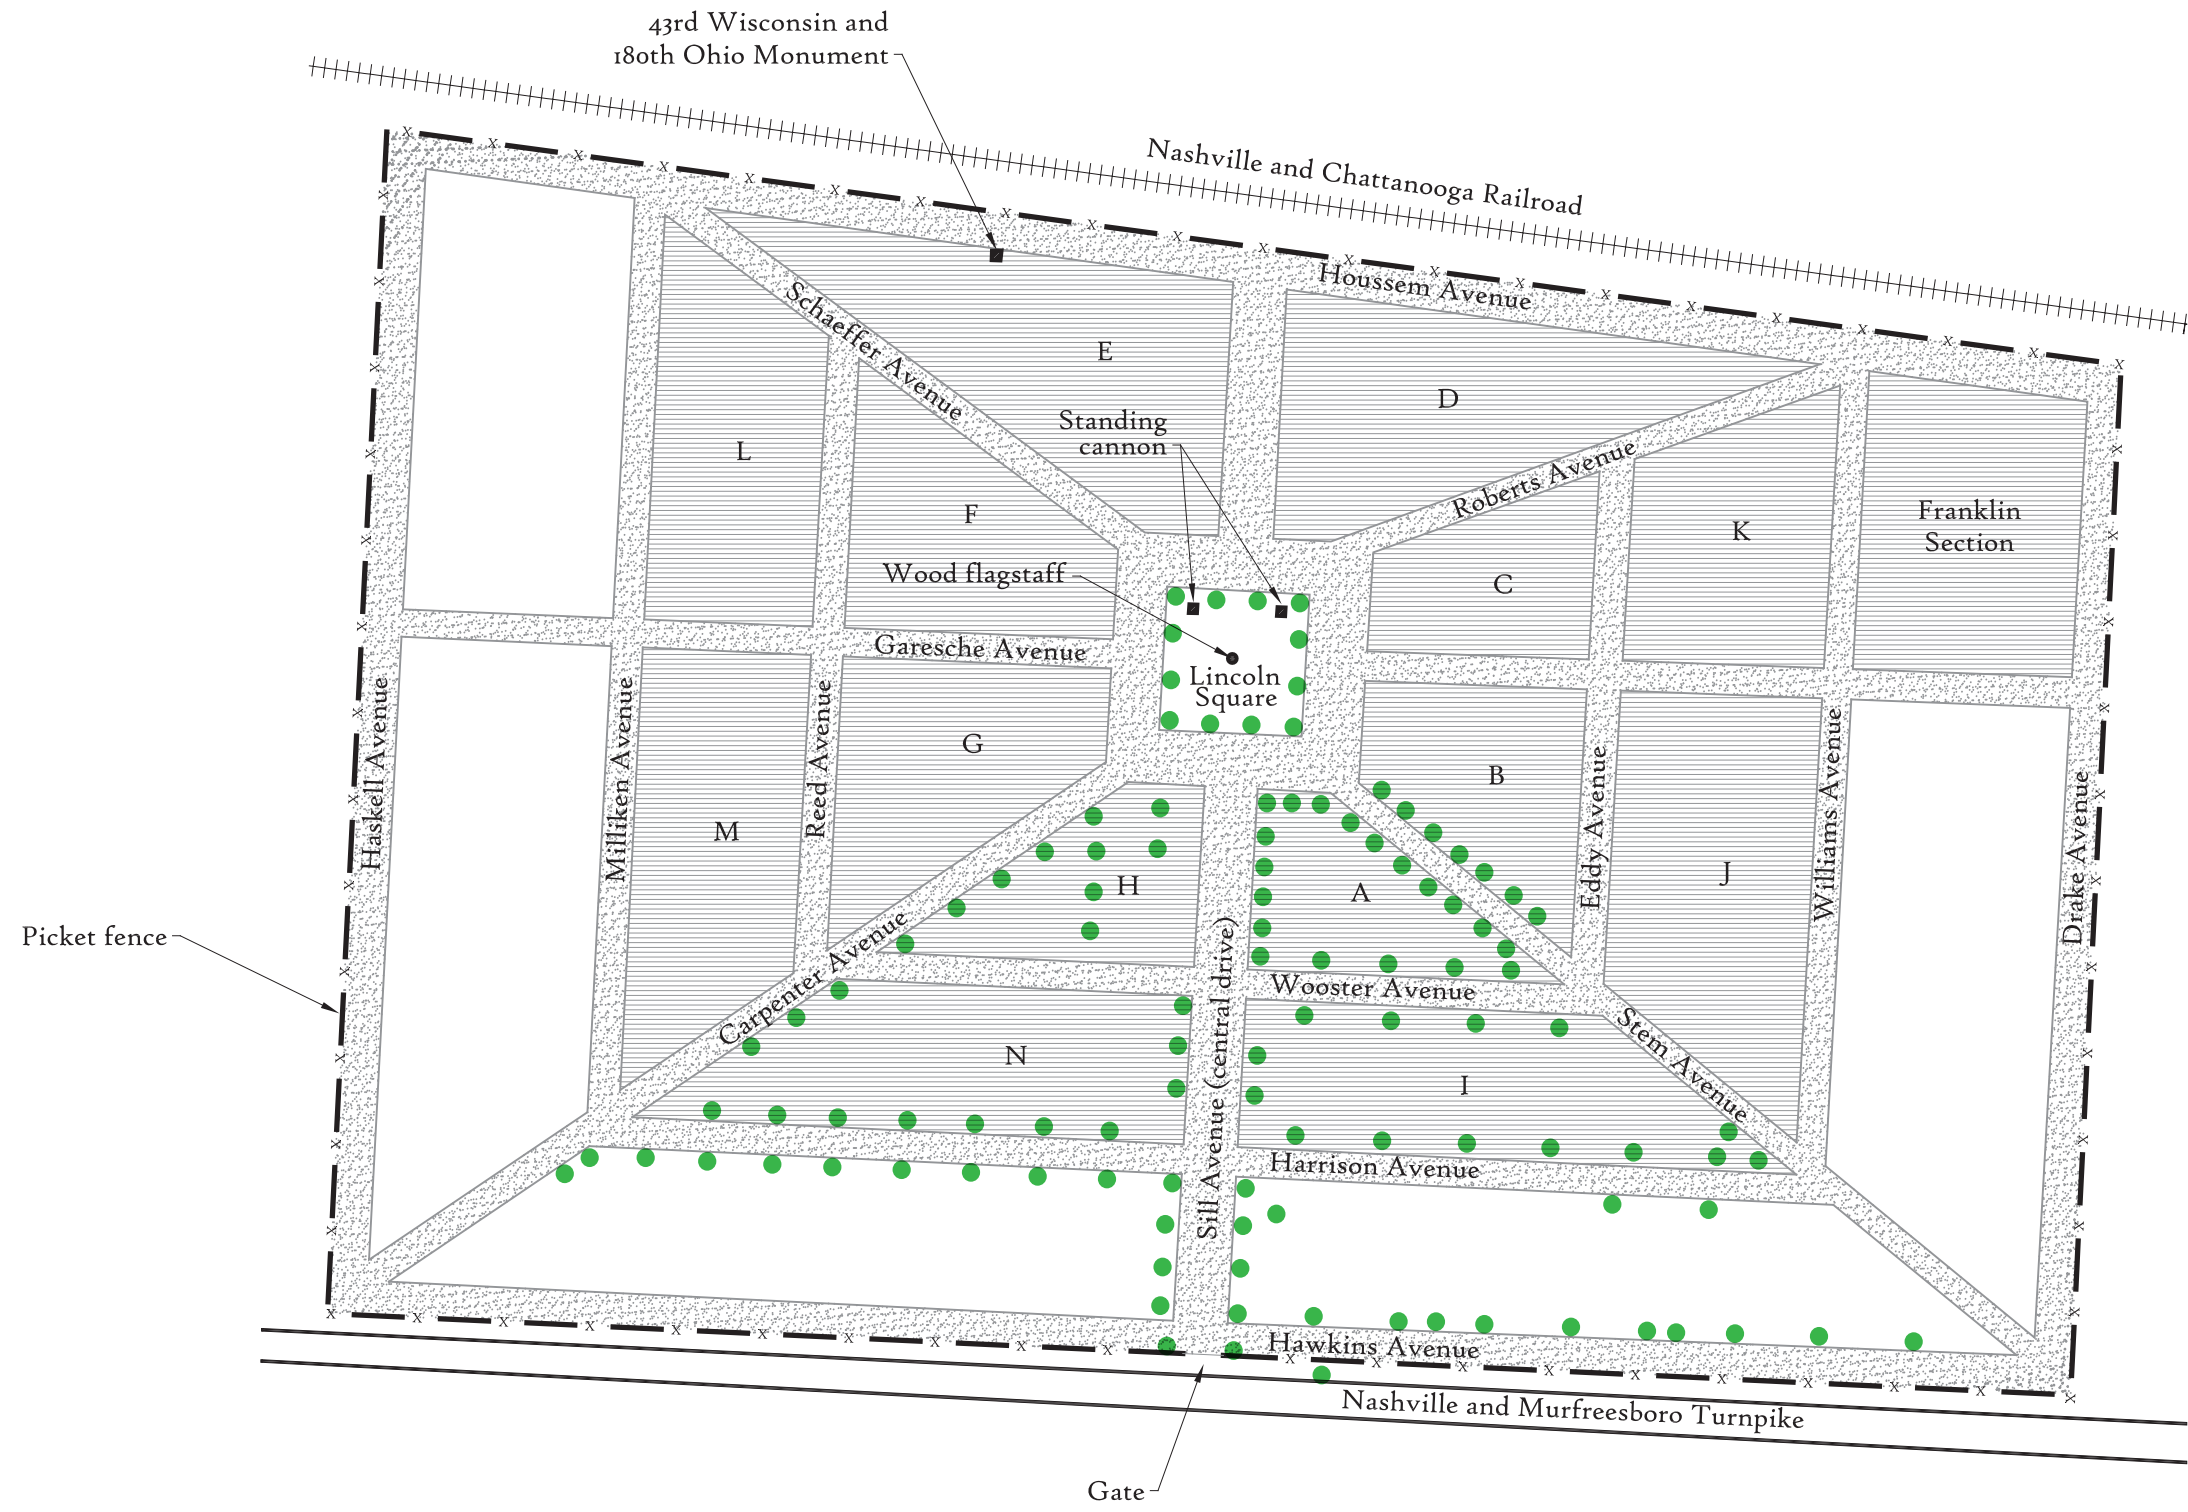 43rd Wisconsin and
180th Ohio Monument
Nashville and Chattanooga Railroad
Houssem Avenue
Schaeffer Avenue
E
D
Standing
cannon
L
Roberts Avenue
F
K
Franklin
Section
Wood flagstaff
C
Garesche Avenue
Lincoln
Square
Haskell Avenue
Milliken Avenue
Reed Avenue
G
B
Eddy Avenue
Williams Avenue
Drake Avenue
M
H
A
J
Picket fence
Carpenter Avenue
Sill Avenue (central drive)
Wooster Avenue
Stem Avenue
N
I
Harrison Avenue
Hawkins Avenue
Nashville and Murfreesboro Turnpike
Gate